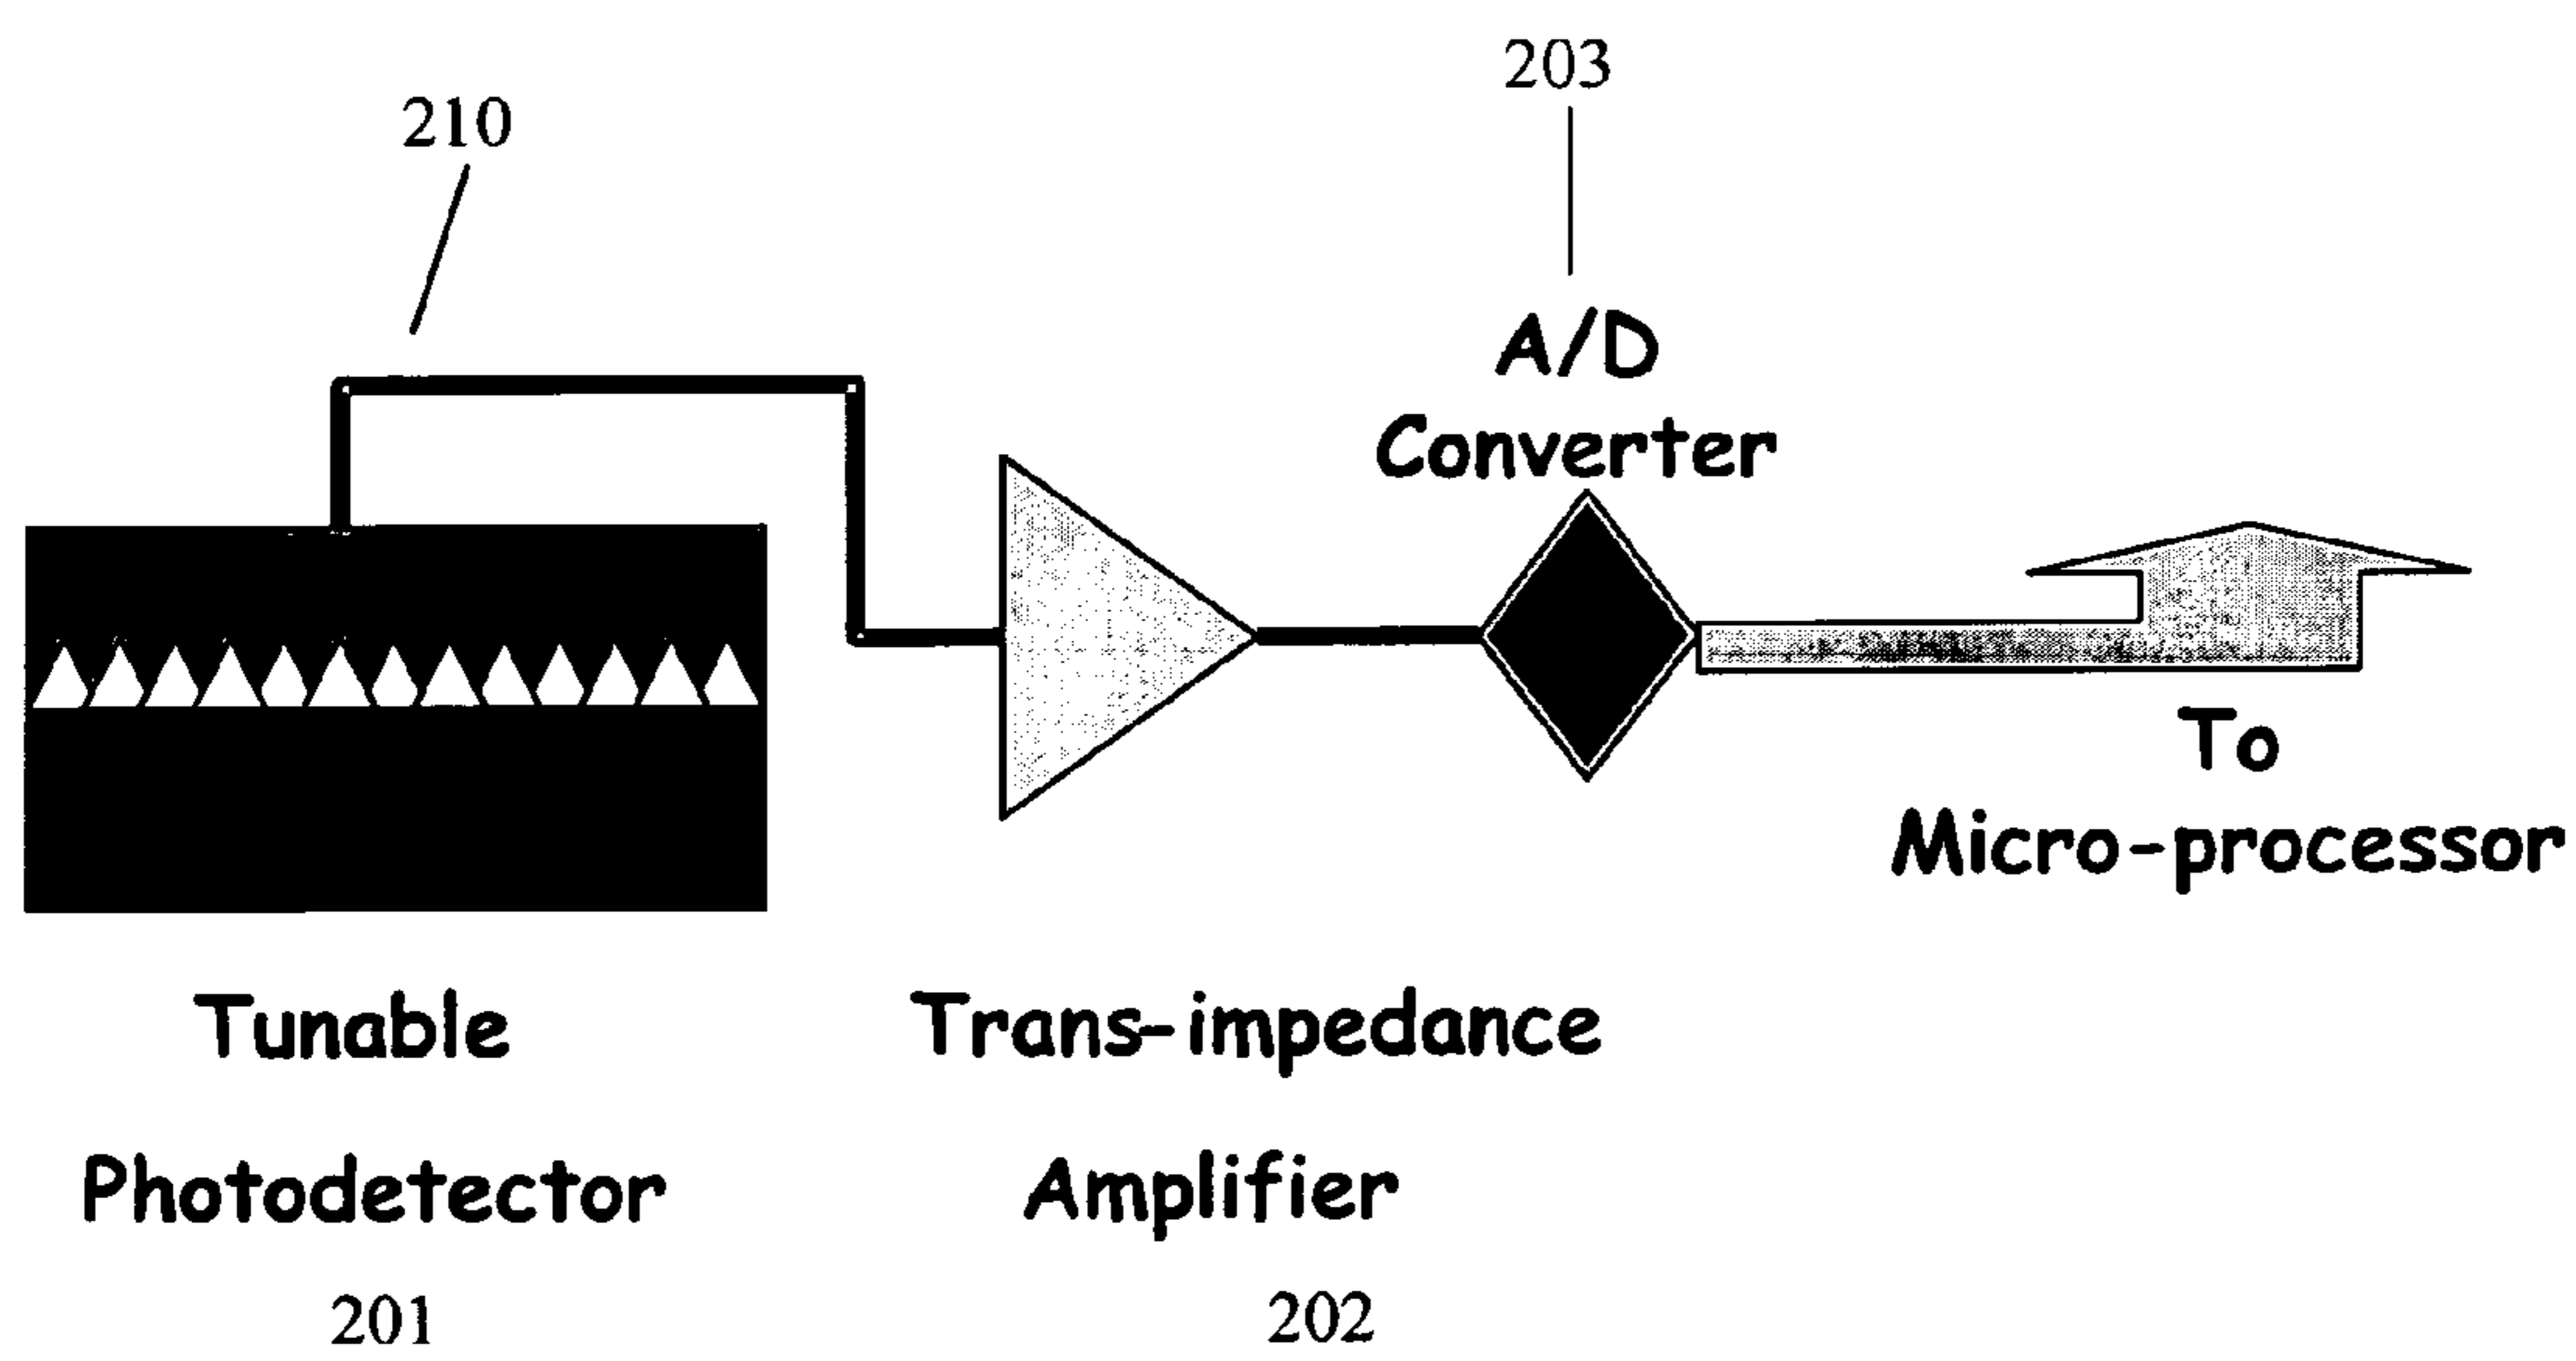 203
210
A/D
Converter
To
Micro-processor
Tunable
Photodetector
201
Trans-impedance
Amplifier
202